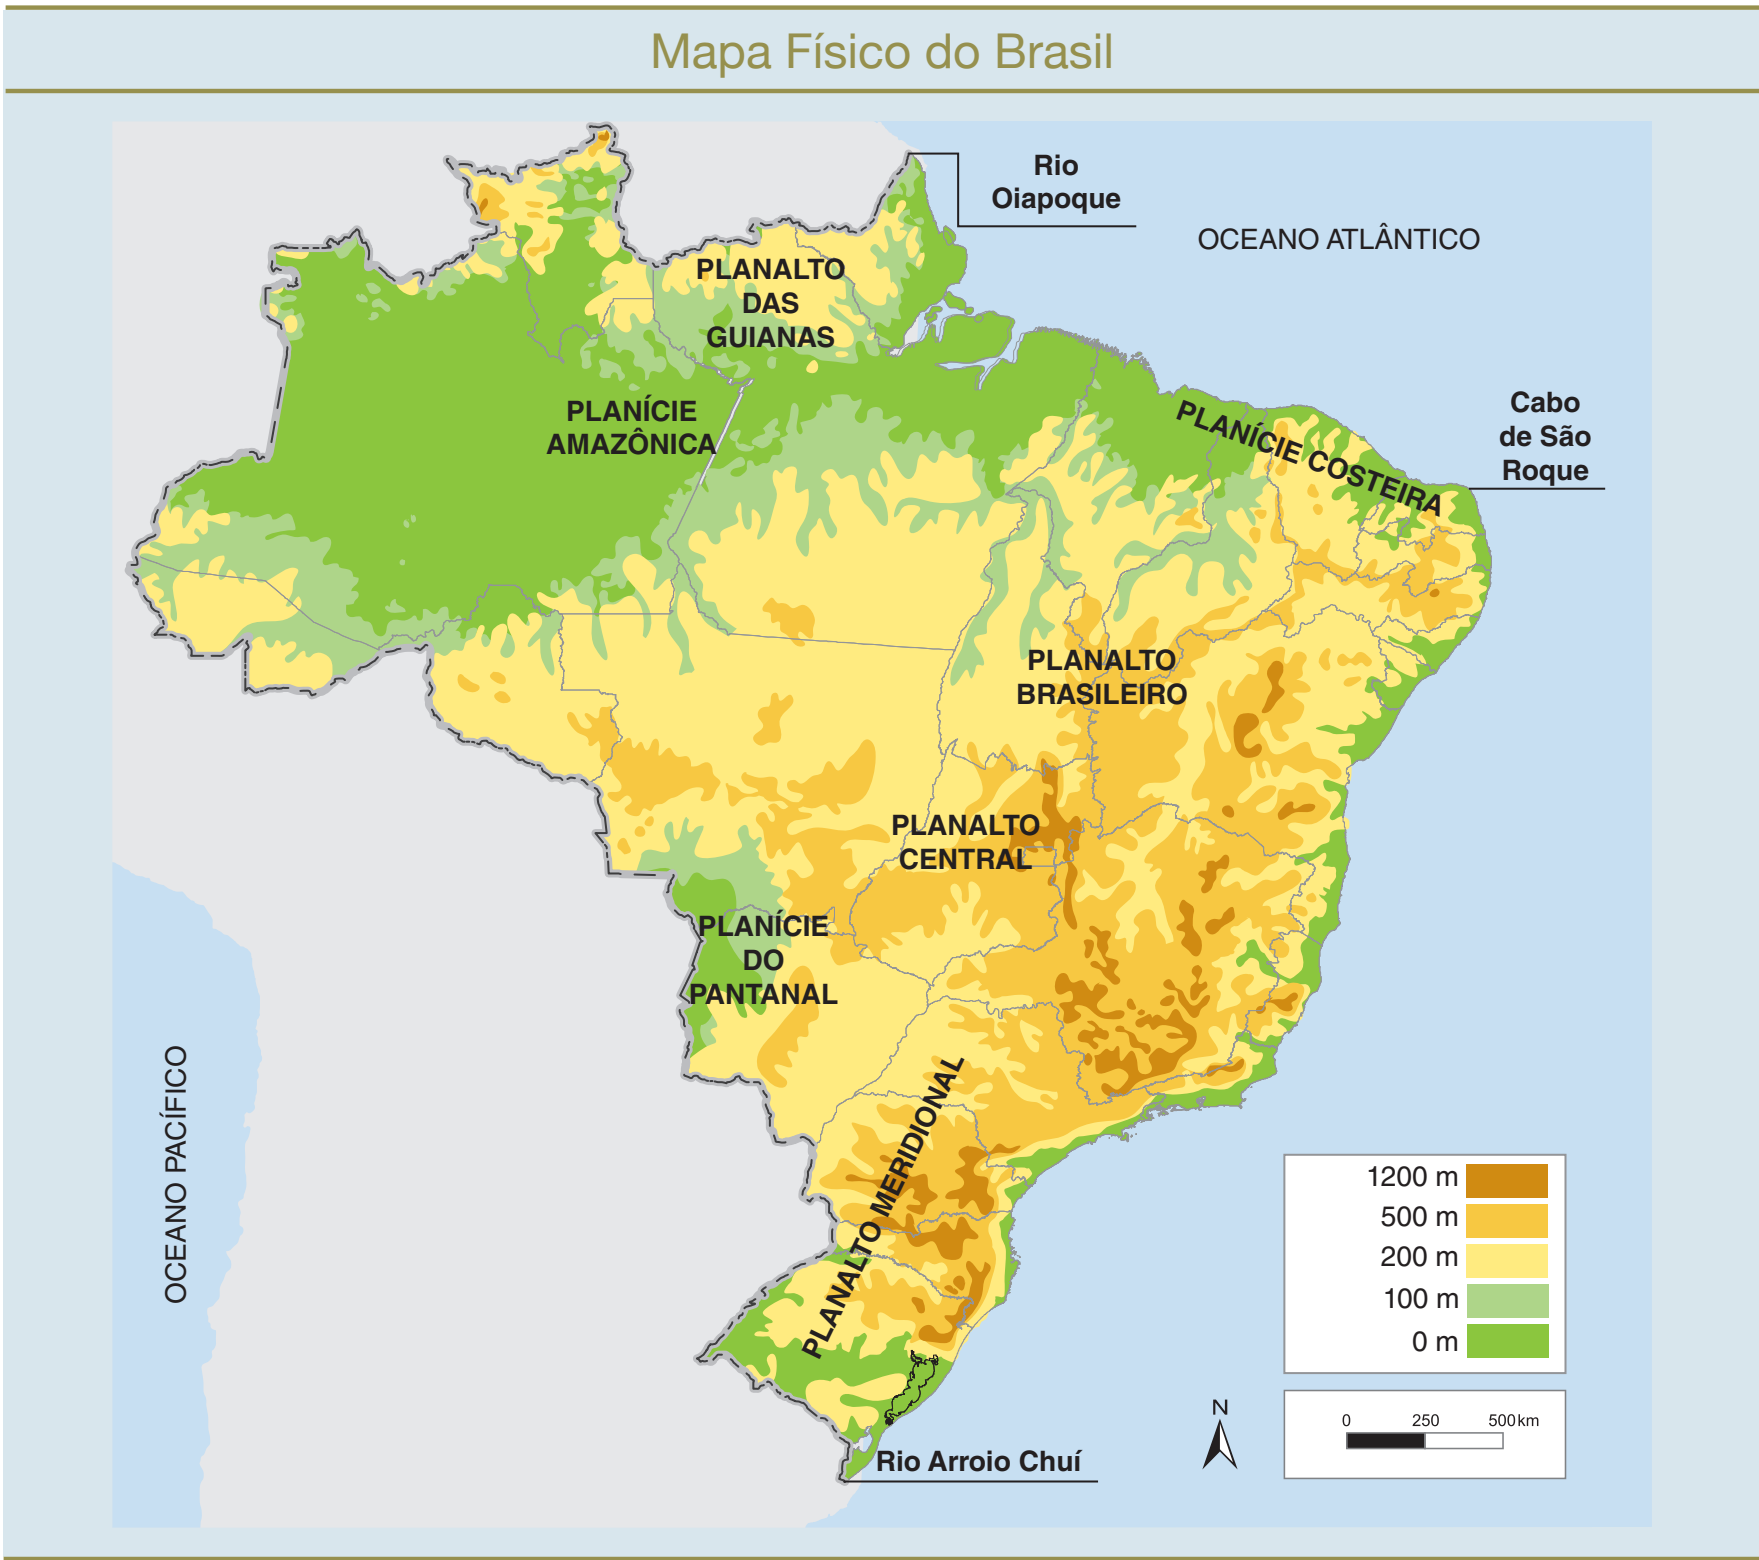 Mapa Físico do Brasil
Rio
Oiapoque
OCEANO ATLÂNTICO
PLANALTO
DAS
GUIANAS
PLANÍCIE
AMAZÔNICA
PLANÍCIE COSTEIRA
Cabo
de São
Roque
PLANALTO
BRASILEIRO
PLANALTO
CENTRAL
PLANÍCIE
DO
PANTANAL
PLANALTO MERIDIONAL
OCEANO PACÍFICO
1200 m
500 m
200 m
100 m
0 m
N
0 250 500 km
Rio Arroio Chuí